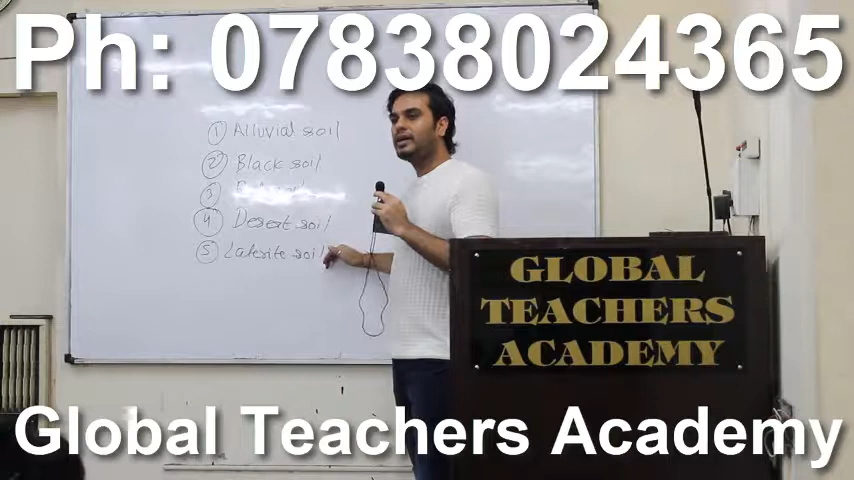 Ph: 07838024365
① Alluvial soil
② Black soil
③
④ Desert soil
⑤ Laterite soil
GLOBAL
TEACHERS
ACADEMY
Global Teachers Academy